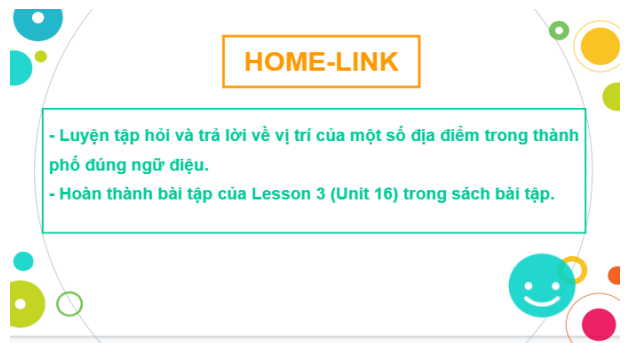 HOME-LINK
- Luyện tập hỏi và trả lời về vị trí của một số địa điểm trong thành
phố đúng ngữ điệu.
- Hoàn thành bài tập của Lesson 3 (Unit 16) trong sách bài tập.